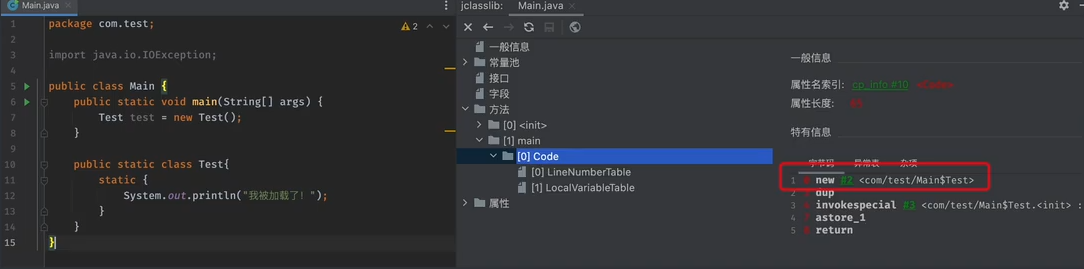 Main.java
1 package com.test;
2
3 import java.io.IOException;
4
5 public class Main {
6 public static void main(String[] args) {
7 Test test = new Test();
8 }
9
10 public static class Test{
11 static {
12 System.out.println("我被加载了！");
13 }
14 }
15 }
2
jclasslib: Main.java
一般信息
常量池
接口
字段
方法
[0] <init>
[1] main
[0] Code
[0] LineNumberTable
[1] LocalVariableTable
属性
一般信息
属性名索引: cp_info #10 <Code>
属性长度:
特有信息
字节码 异常表 杂项
1 new #2 <com/test/Main$Test>
2 dup
3 invokespecial #3 <com/test/Main$Test.<init> :
4 astore_1
5 return